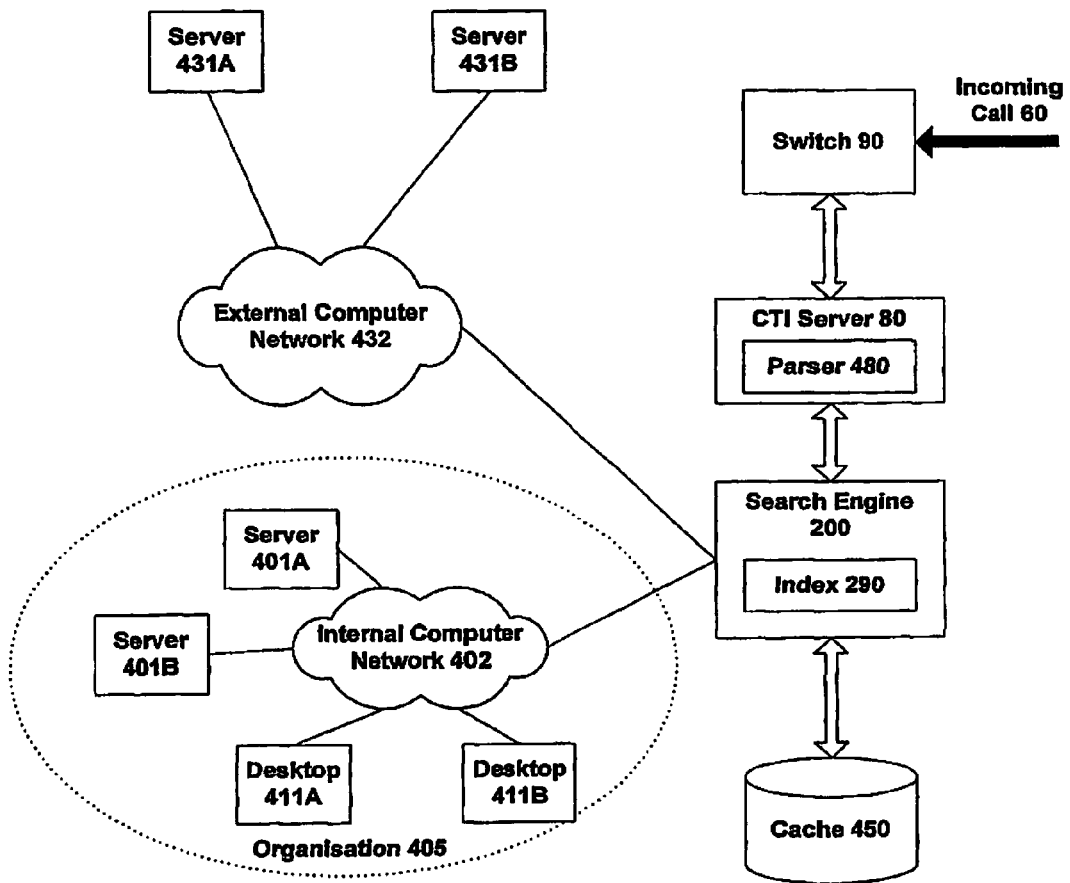 Server
431A
Server
431B
Incoming
Call 60
Switch 90
External Computer
Network 432
CTI Server 80
Parser 480
Search Engine
200
Index 290
Server
401A
Internal Computer
Network 402
Server
401B
Desktop
411A
Desktop
411B
Organisation 405
Cache 450